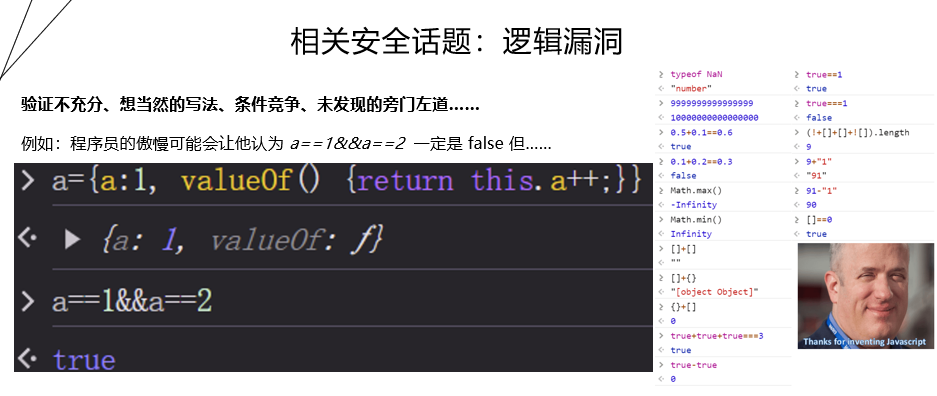 相关安全话题：逻辑漏洞
验证不充分、想当然的写法、条件竞争、未发现的旁门左道……
例如：程序员的傲慢可能会让他认为 a==1&&a==2 一定是 false 但……
> a={a:1, valueOf() {return this.a++;}}
<· ▶ {a: 1, valueOf: ƒ}
> a==1&&a==2
<· true
> typeof NaN
<· "number"
> 9999999999999999
<· 10000000000000000
> 0.5+0.1==0.6
<· true
> 0.1+0.2==0.3
<· false
> Math.max()
<· -Infinity
> Math.min()
<· Infinity
> []+[]
<· ""
> []+{}
<· "[object Object]"
> {}+[]
<· 0
> true+true+true===3
<· true
> true-true
<· 0
> true==1
<· true
> true===1
<· false
> (!+[]+[]+![]).length
<· 9
> 9+"1"
<· "91"
> 91-"1"
<· 90
> []==0
<· true
Thanks for inventing Javascript